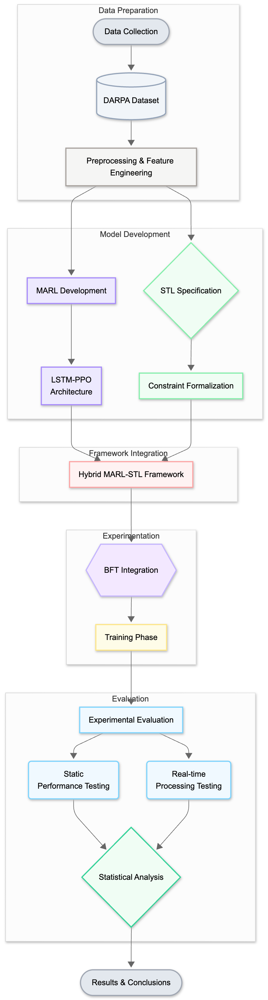 Data Preparation
Data Collection
DARPA Dataset
Preprocessing & Feature
Engineering
Model Development
MARL Development
STL Specification
LSTM-PPO
Architecture
Constraint Formalization
Framework Integration
Hybrid MARL-STL Framework
Experimentation
BFT Integration
Training Phase
Evaluation
Experimental Evaluation
Static
Performance Testing
Real-time
Processing Testing
Statistical Analysis
Results & Conclusions